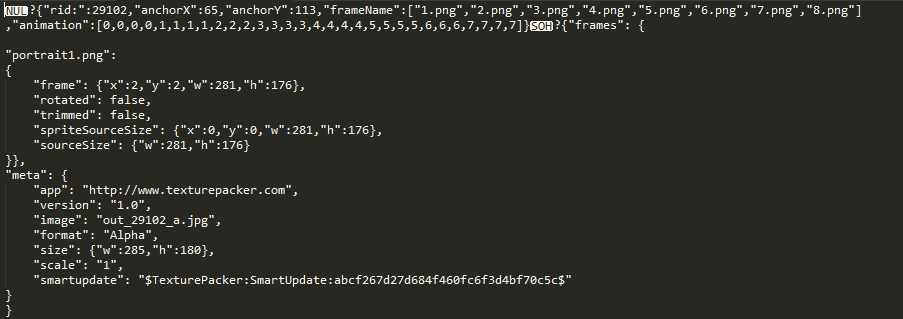 NUL?{"rid:":29102,"anchorX":65,"anchorY":113,"frameName":["1.png","2.png","3.png","4.png","5.png","6.png","7.png","8.png"]
,"animation":[0,0,0,0,1,1,1,1,2,2,2,3,3,3,3,4,4,4,4,5,5,5,5,6,6,6,7,7,7,7]}SOH?{"frames": {
"portrait1.png":
{
"frame": {"x":2,"y":2,"w":281,"h":176},
"rotated": false,
"trimmed": false,
"spriteSourceSize": {"x":0,"y":0,"w":281,"h":176},
"sourceSize": {"w":281,"h":176}
}},
"meta": {
"app": "http://www.texturepacker.com",
"version": "1.0",
"image": "out_29102_a.jpg",
"format": "Alpha",
"size": {"w":285,"h":180},
"scale": "1",
"smartupdate": "$TexturePacker:SmartUpdate:abcf267d27d684f460fc6f3d4bf70c5c$"
}
}